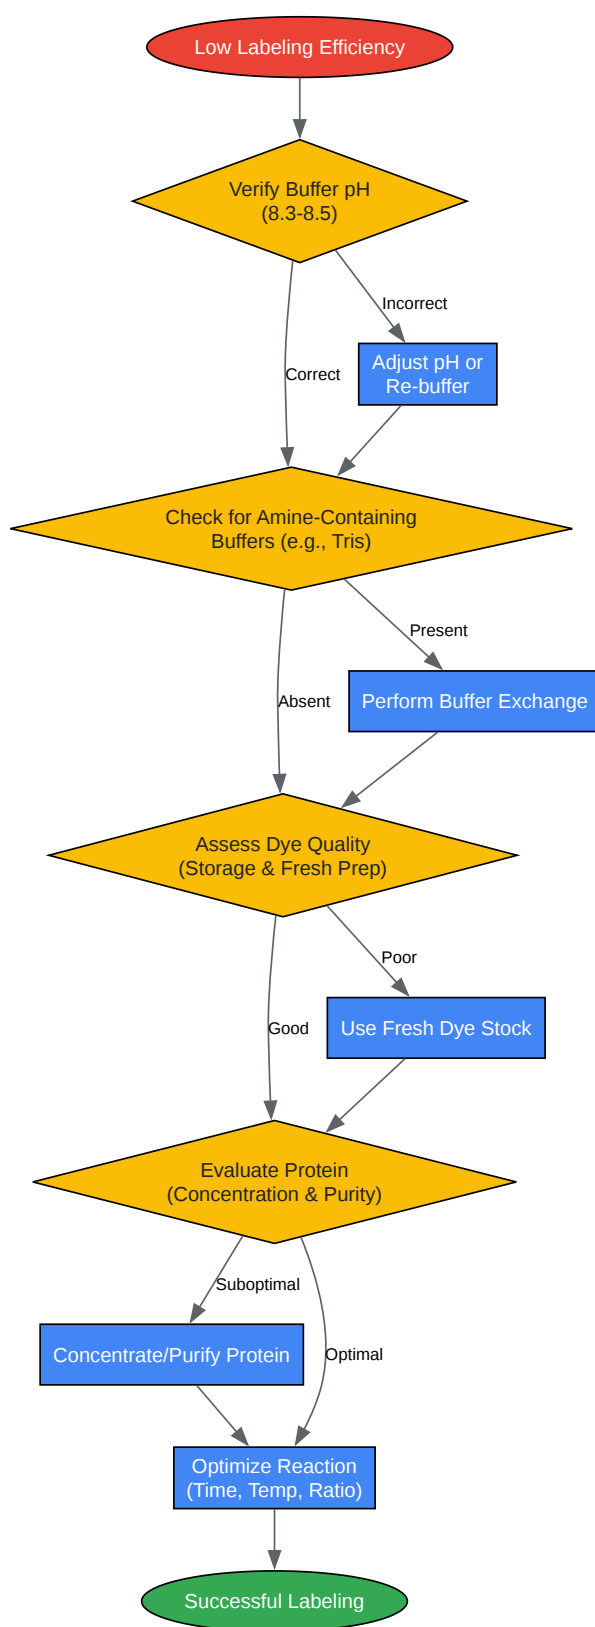 Low Labeling Efficiency
Verify Buffer pH
(8.3-8.5)
Incorrect
Adjust pH or
Re-buffer
Correct
Check for Amine-Containing
Buffers (e.g., Tris)
Present
Perform Buffer Exchange
Absent
Assess Dye Quality
(Storage & Fresh Prep)
Poor
Use Fresh Dye Stock
Good
Evaluate Protein
(Concentration & Purity)
Suboptimal
Concentrate/Purify Protein
Optimal
Optimize Reaction
(Time, Temp, Ratio)
Successful Labeling